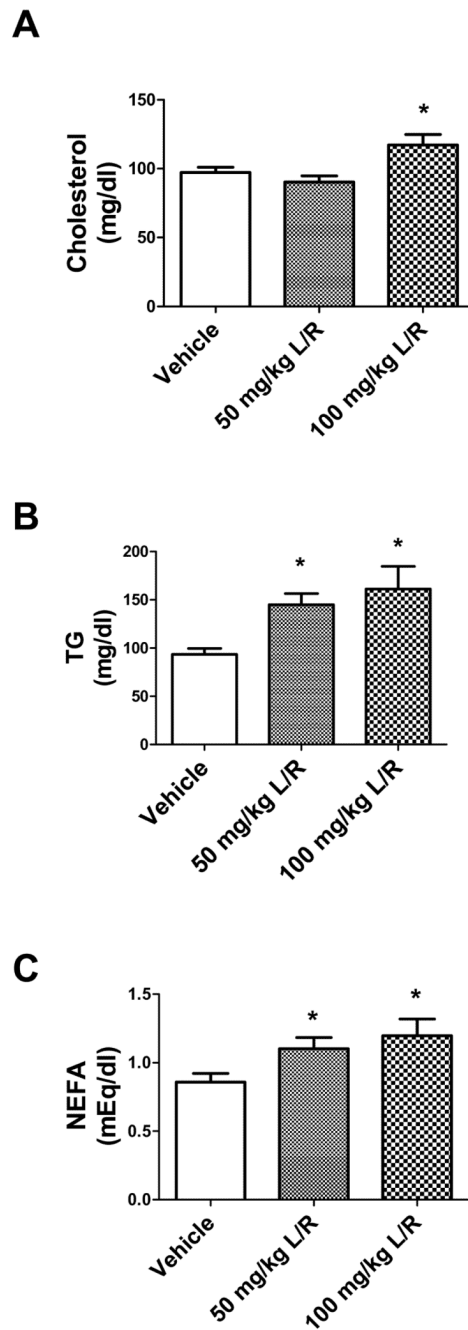 A
Cholesterol
(mg/dl)
150
100
50
0
*
Vehicle
50 mg/kg L/R
100 mg/kg L/R
B
TG
(mg/dl)
200
150
100
50
0
*
*
Vehicle
50 mg/kg L/R
100 mg/kg L/R
C
NEFA
(mEq/dl)
1.5
1.0
0.5
0.0
*
*
Vehicle
50 mg/kg L/R
100 mg/kg L/R